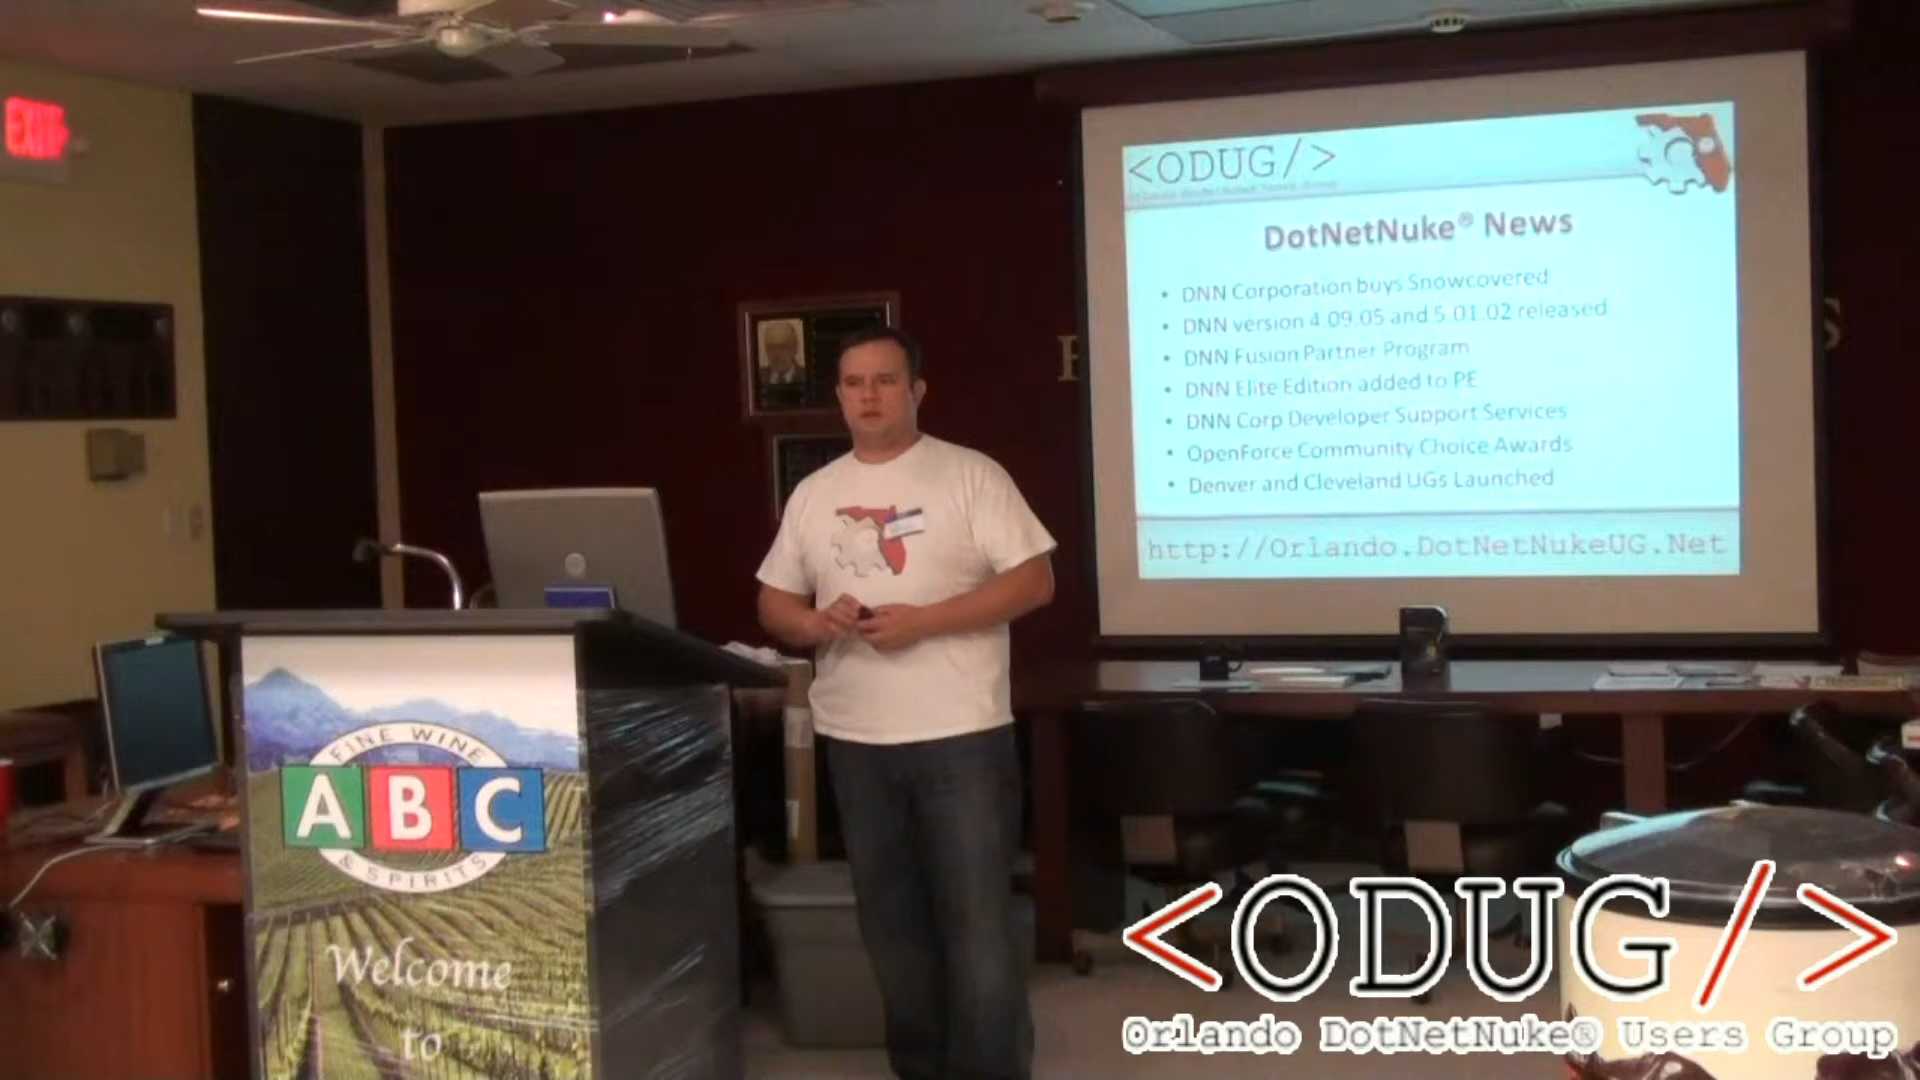 EXIT
<ODUG/>
DotNetNuke® News
• DNN Corporation buys Snowcovered
• DNN version 4.09.05 and 5.01.02 released
• DNN Fusion Partner Program
• DNN Elite Edition added to PE
• DNN Corp Developer Support Services
• OpenForce Community Choice Awards
• Denver and Cleveland UGs Launched
http://Orlando.DotNetNukeUG.Net
FINE WINE
ABC
& SPIRITS
Welcome
to
<ODUG/>
Orlando DotNetNuke® Users Group